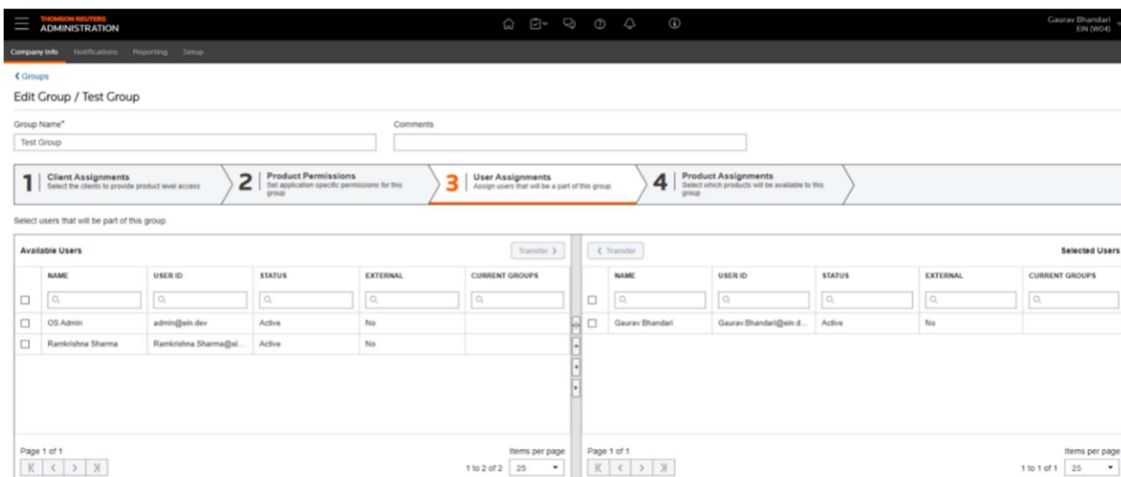 THOMSON REUTERS
ADMINISTRATION
Gaurav Bhandari
EIN (W04)
Company Info Notifications Reporting Setup
Groups
Edit Group / Test Group
Group Name* Comments
Test Group
1 Client Assignments
Select the clients to provide product level access
2 Product Permissions
Set application specific permissions for this group
3 User Assignments
Assign users that will be a part of this group
4 Product Assignments
Select which products will be available to this group
Select users that will be part of this group.
Available Users Transfer
Transfer Selected Users
NAME USER ID STATUS EXTERNAL CURRENT GROUPS
OS Admin admin@ein.dev Active No
Ramkrishna Sharma Ramkrishna.Sharma@ei... Active No
Page 1 of 1 Items per page
1 to 2 of 2 25
NAME USER ID STATUS EXTERNAL CURRENT GROUPS
Gaurav Bhandari Gaurav.Bhandari@ein.d... Active No
Page 1 of 1 Items per page
1 to 1 of 1 25